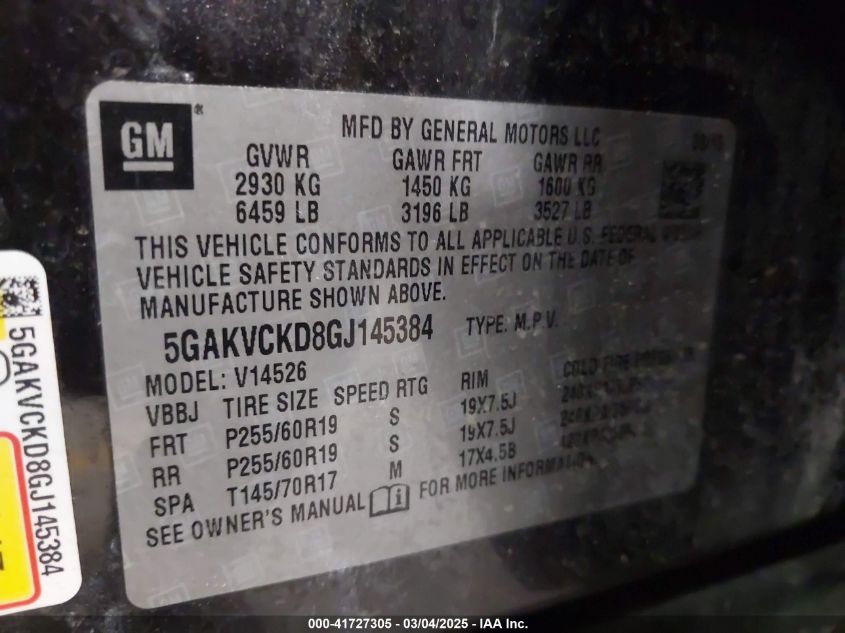 GM ®
MFD BY GENERAL MOTORS LLC
GVWR GAWR FRT GAWR RR
2930 KG 1450 KG 1600 KG
6459 LB 3196 LB 3527 LB
THIS VEHICLE CONFORMS TO ALL APPLICABLE U.S. FEDERAL
VEHICLE SAFETY STANDARDS IN EFFECT ON THE DATE OF
MANUFACTURE SHOWN ABOVE.
5GAKVCKD8GJ145384 TYPE: M.P.V.
MODEL: V14526
VBBJ TIRE SIZE SPEED RTG RIM COLD TIRE PRESSURE
FRT P255/60R19 S 19X7.5J
RR P255/60R19 S 19X7.5J
SPA T145/70R17 M 17X4.5B
SEE OWNER'S MANUAL FOR MORE INFORMATION.
5GAKVCKD8GJ145384
000-41727305 - 03/04/2025 - IAA Inc.